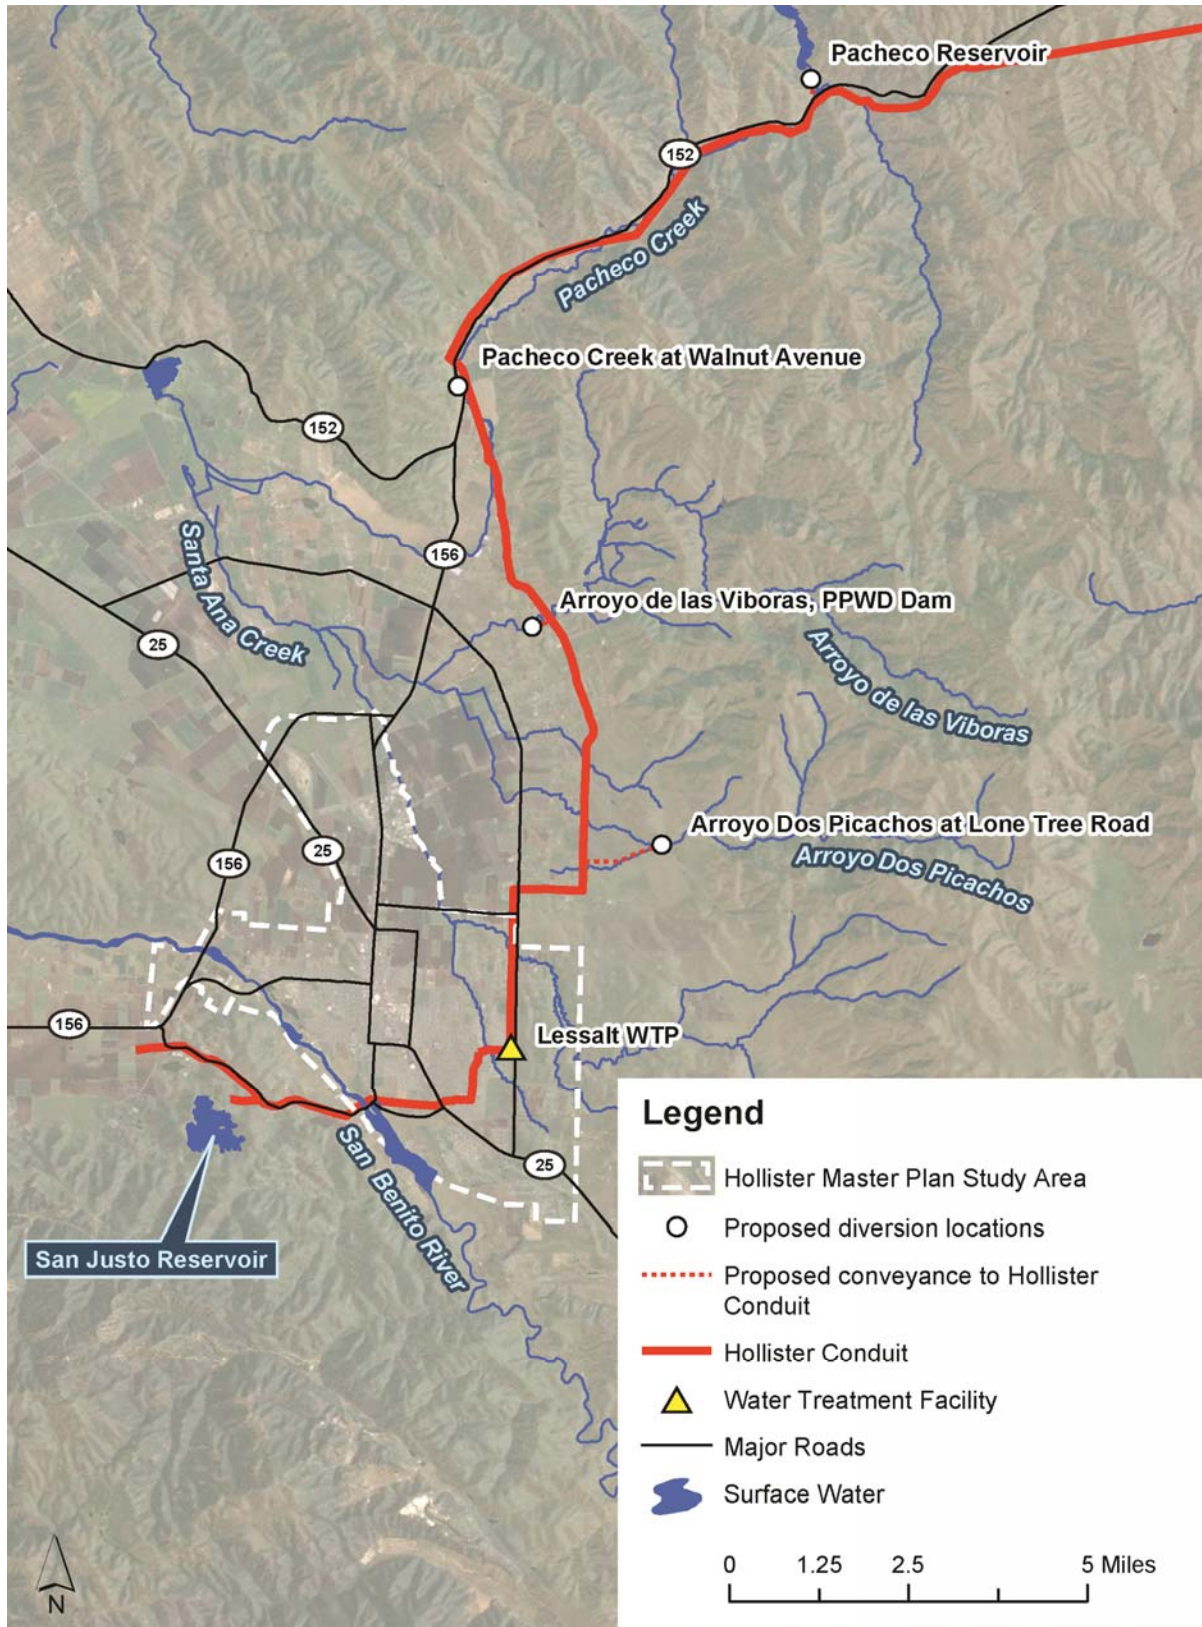 Pacheco Reservoir
152
Pacheco Creek
Pacheco Creek at Walnut Avenue
152
Santa Ana Creek
156
Arroyo de las Viboras, PPWD Dam
25
Arroyo de las Viboras
Arroyo Dos Picachos at Lone Tree Road
25
156
Arroyo Dos Picachos
156
Lessalt WTP
San Benito River
25
San Justo Reservoir
Legend
Hollister Master Plan Study Area
Proposed diversion locations
Proposed conveyance to Hollister
Conduit
Hollister Conduit
Water Treatment Facility
Major Roads
Surface Water
0 1.25 2.5 5 Miles
N